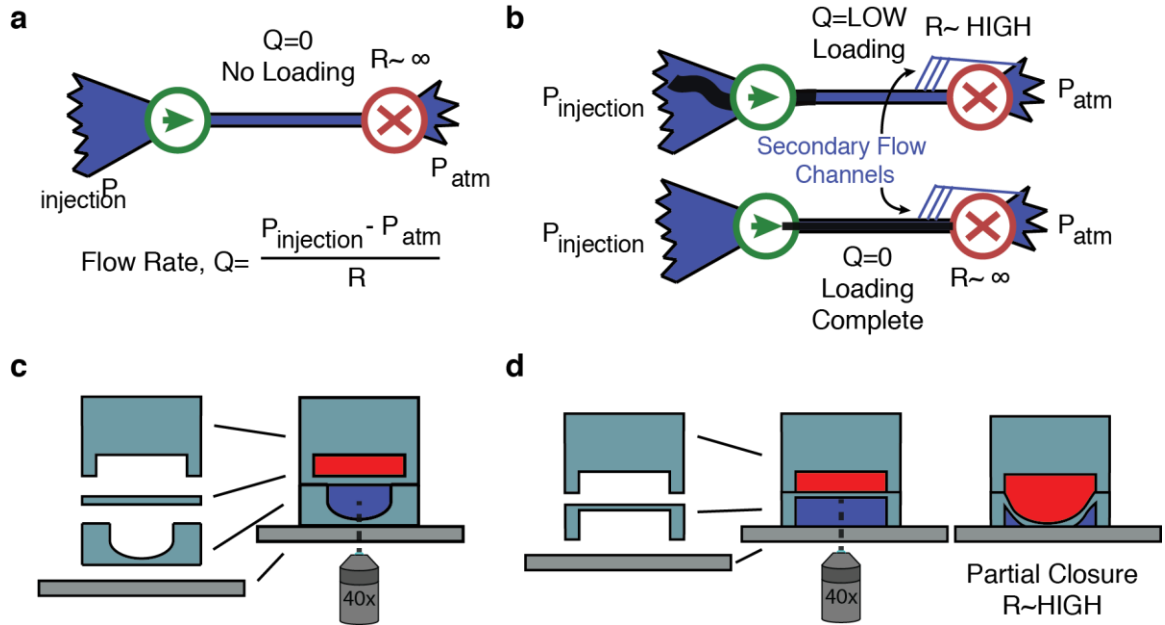 a
Q=0
No Loading
R~ ∞
P
injection
P atm
Flow Rate, Q= P injection - P atm
R
b
Q=LOW
Loading
R~ HIGH
P injection
P atm
Secondary Flow
Channels
P injection
P atm
Q=0
Loading
Complete
R~ ∞
c
40x
d
40x
Partial Closure
R~HIGH